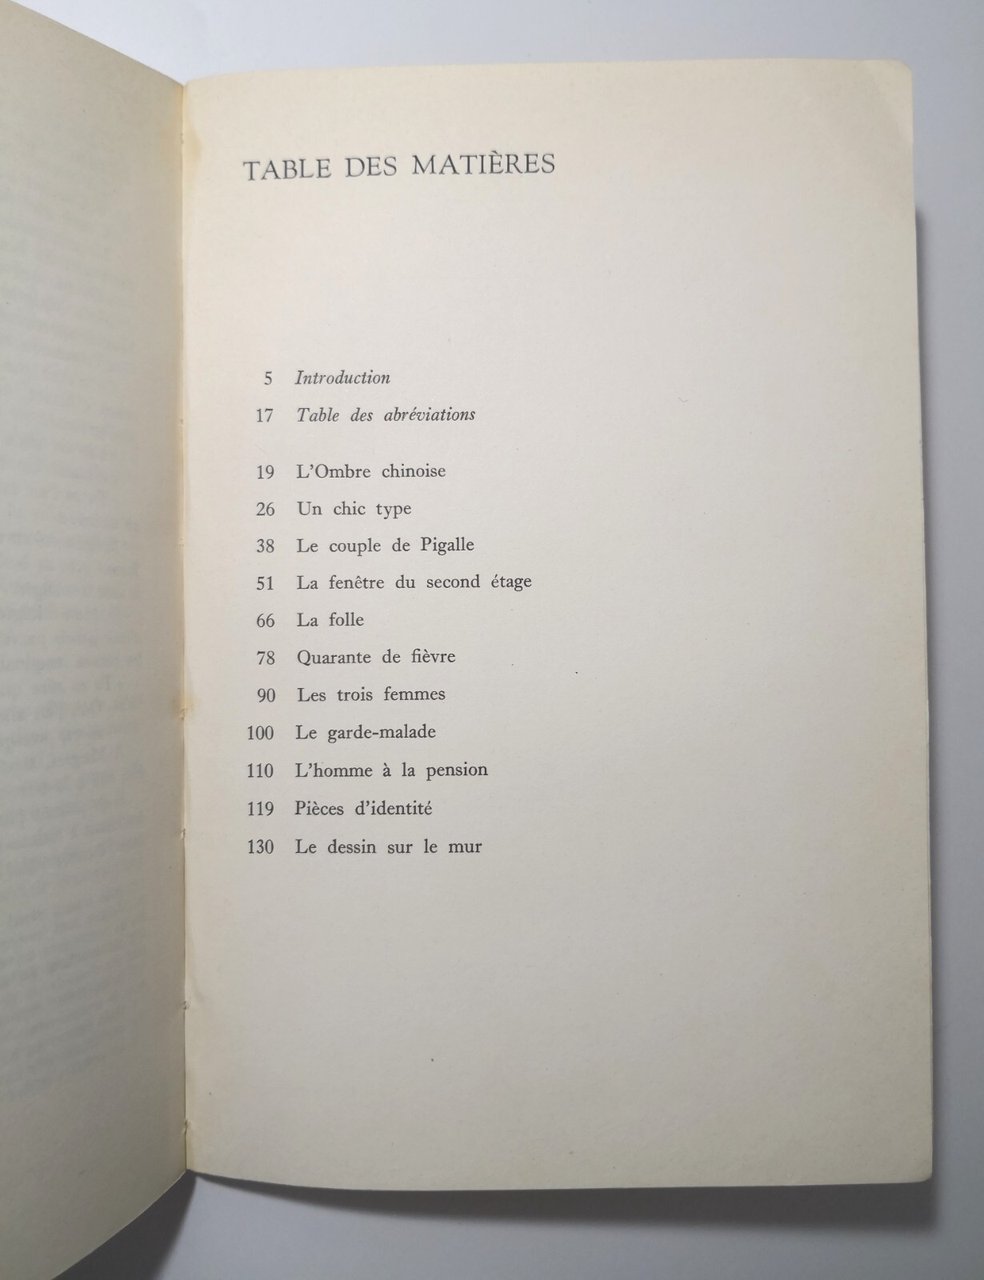 TABLE DES MATIÈRES
5 Introduction
17 Table des abréviations
19 L'Ombre chinoise
26 Un chic type
38 Le couple de Pigalle
51 La fenêtre du second étage
66 La folle
78 Quarante de fièvre
90 Les trois femmes
100 Le garde-malade
110 L'homme à la pension
119 Pièces d'identité
130 Le dessin sur le mur